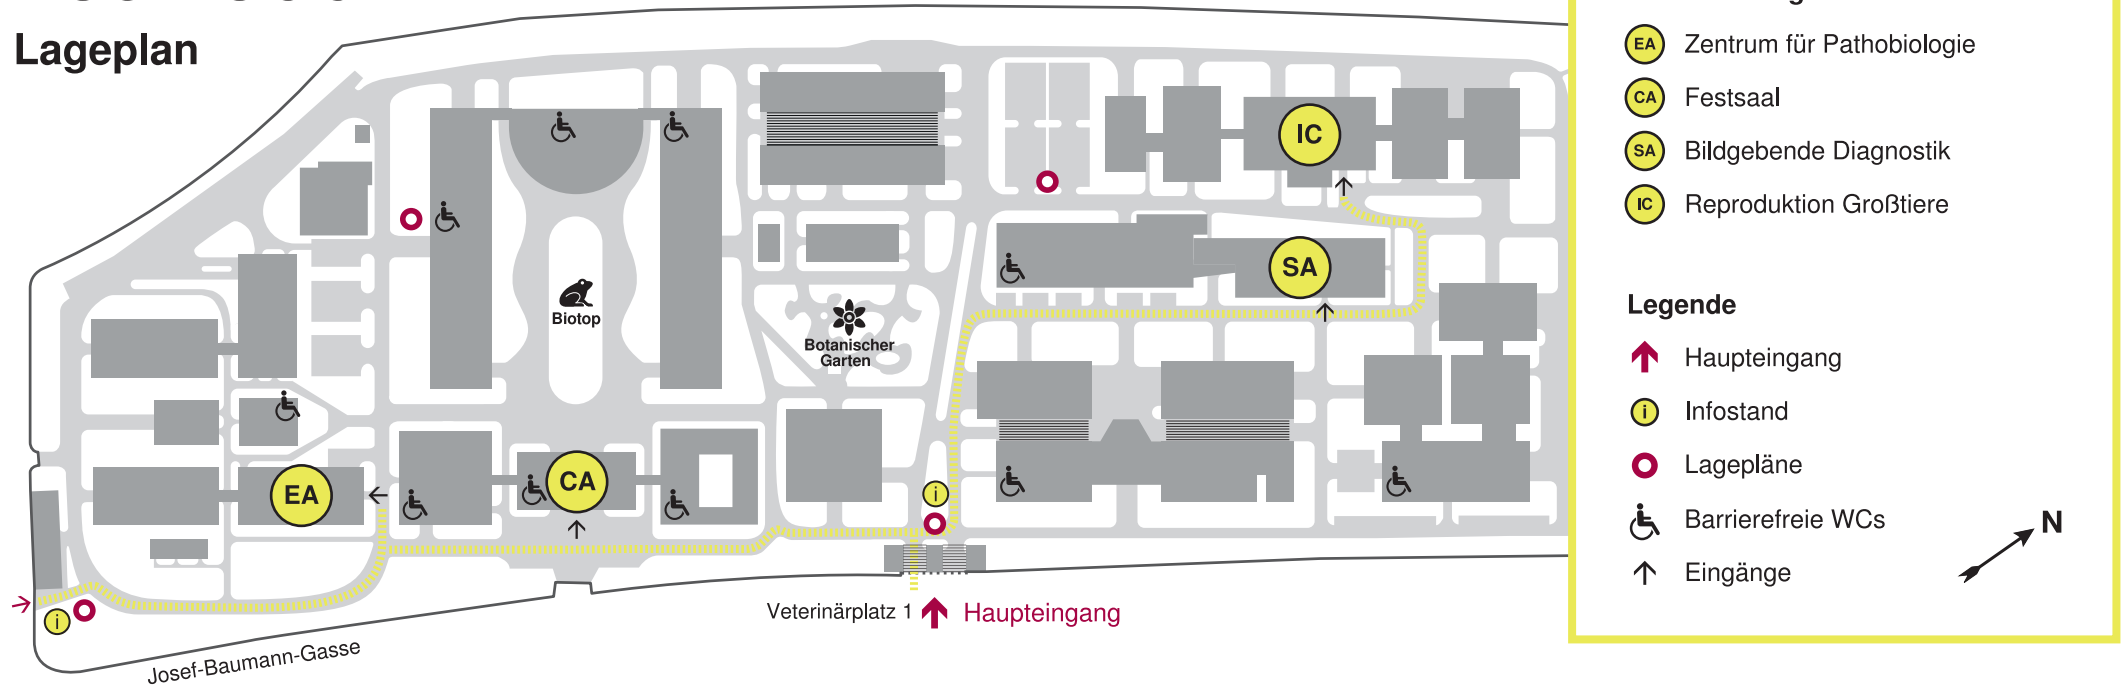 Lageplan
EA Zentrum für Pathobiologie
CA Festsaal
SA Bildgebende Diagnostik
IC Reproduktion Großtiere
Legende
Haupteingang
i Infostand
Lagepläne
Barrierefreie WCs
Eingänge
N
IC
SA
Biotop
Botanischer
Garten
EA
CA
i
i
Veterinärplatz 1
Haupteingang
Josef-Baumann-Gasse